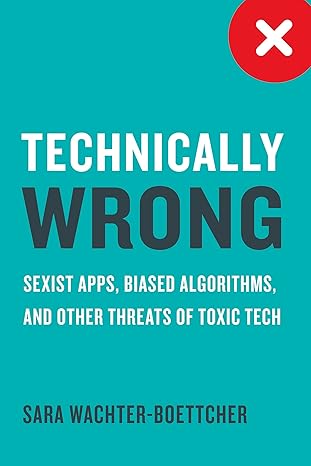 TECHNICALLY
WRONG
SEXIST APPS, BIASED ALGORITHMS,
AND OTHER THREATS OF TOXIC TECH
SARA WACHTER-BOETTCHER